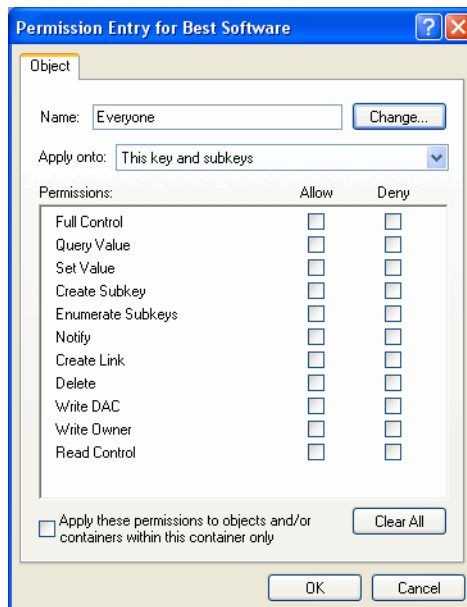 Permission Entry for Best Software
Object
Name: Everyone Change...
Apply onto: This key and subkeys
Permissions: Allow Deny
Full Control
Query Value
Set Value
Create Subkey
Enumerate Subkeys
Notify
Create Link
Delete
Write DAC
Write Owner
Read Control
Apply these permissions to objects and/or
containers within this container only
Clear All
OK Cancel